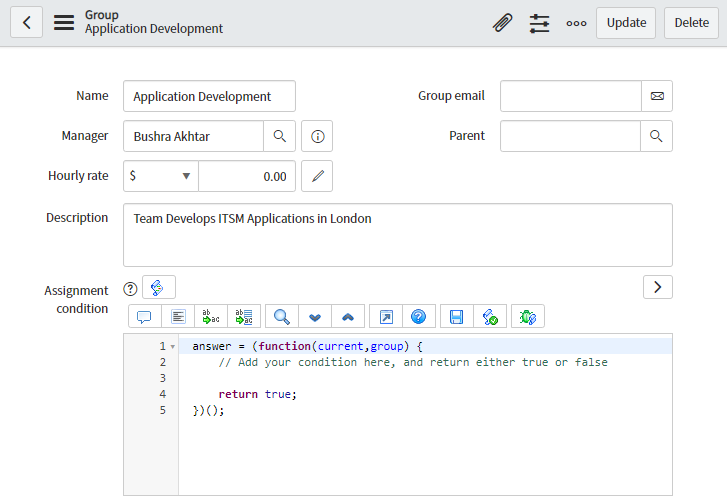 Group
Application Development
ooo
Update
Delete
Name
Application Development
Group email
Manager
Bushra Akhtar
Parent
Hourly rate
$
0.00
Description
Team Develops ITSM Applications in London
Assignment
condition
1 answer = (function(current,group) {
2 // Add your condition here, and return either true or false
3
4 return true;
5 })();